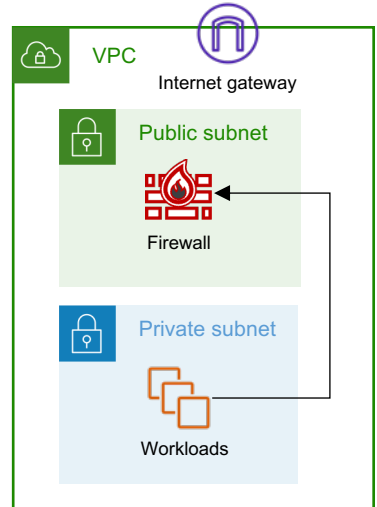 VPC
Internet gateway
Public subnet
Firewall
Private subnet
Workloads